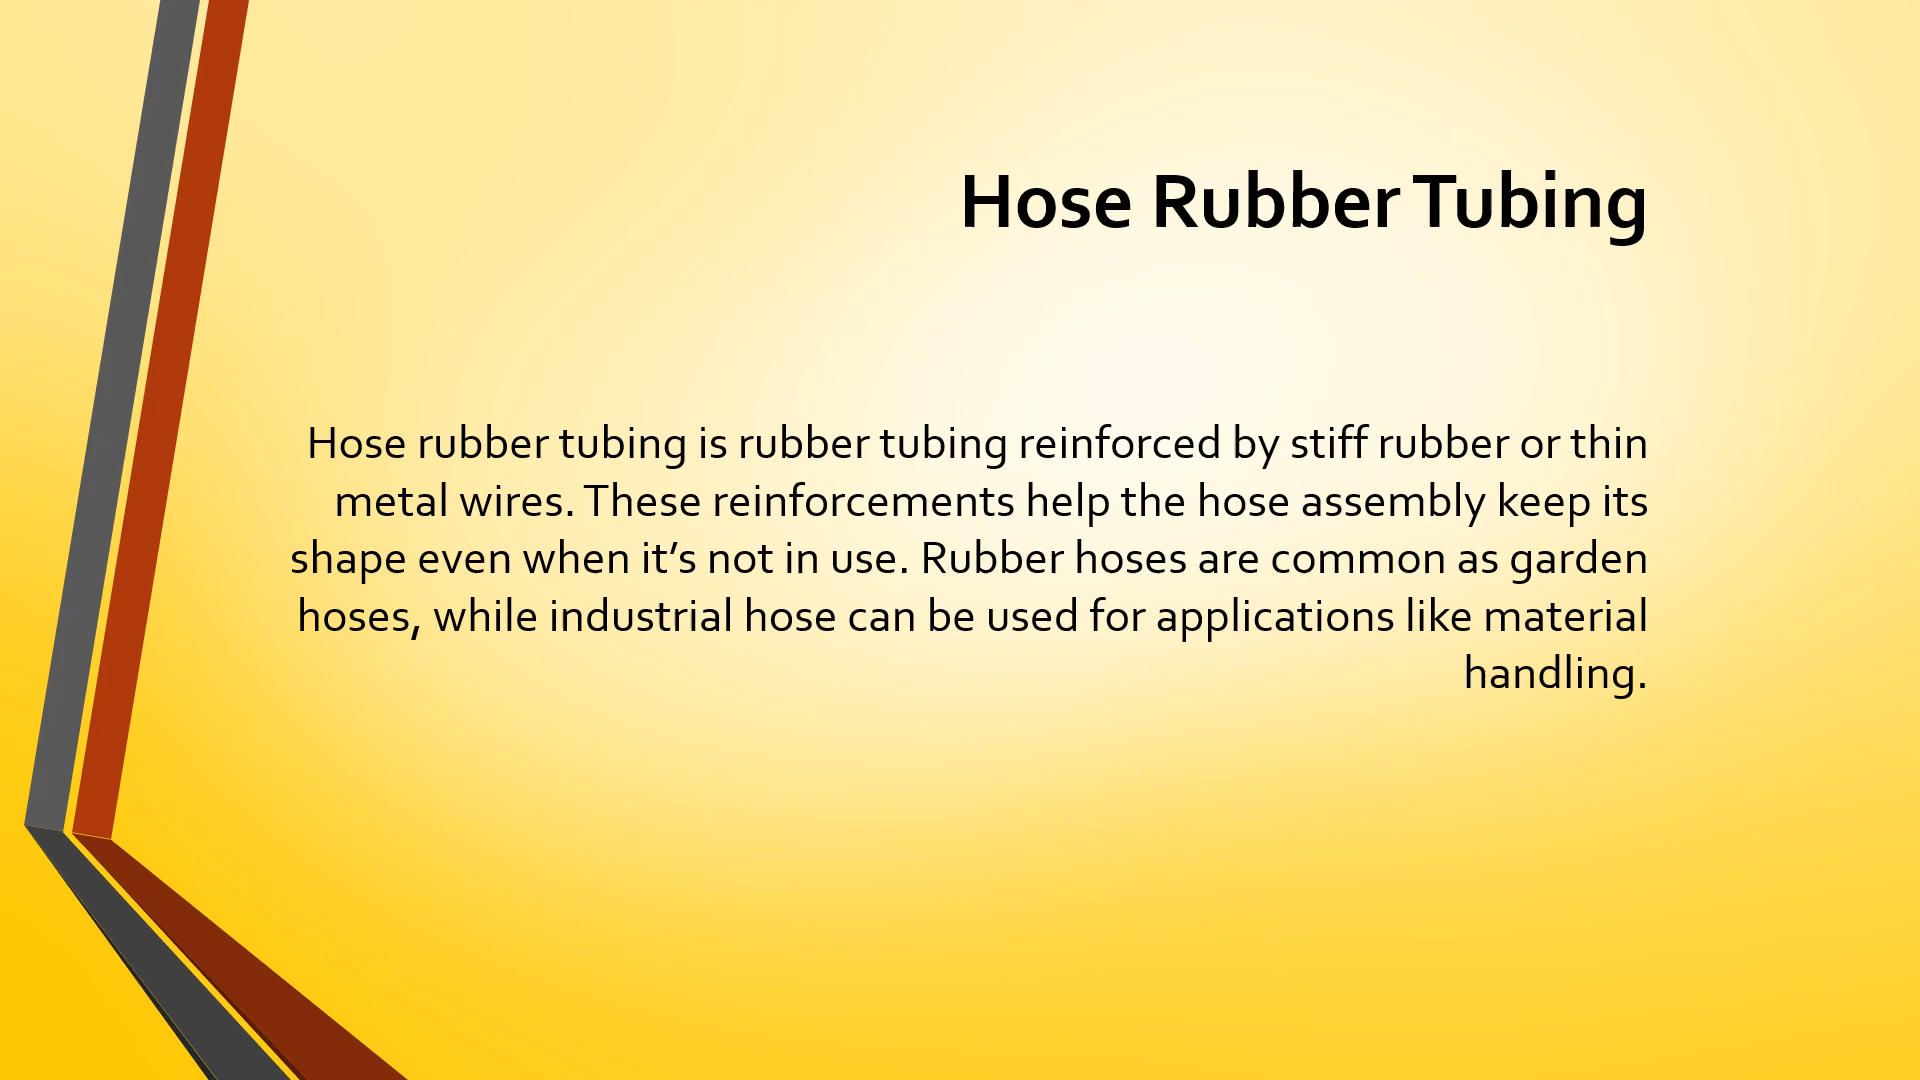 Hose Rubber Tubing
Hose rubber tubing is rubber tubing reinforced by stiff rubber or thin
metal wires. These reinforcements help the hose assembly keep its
shape even when it’s not in use. Rubber hoses are common as garden
hoses, while industrial hose can be used for applications like material
handling.